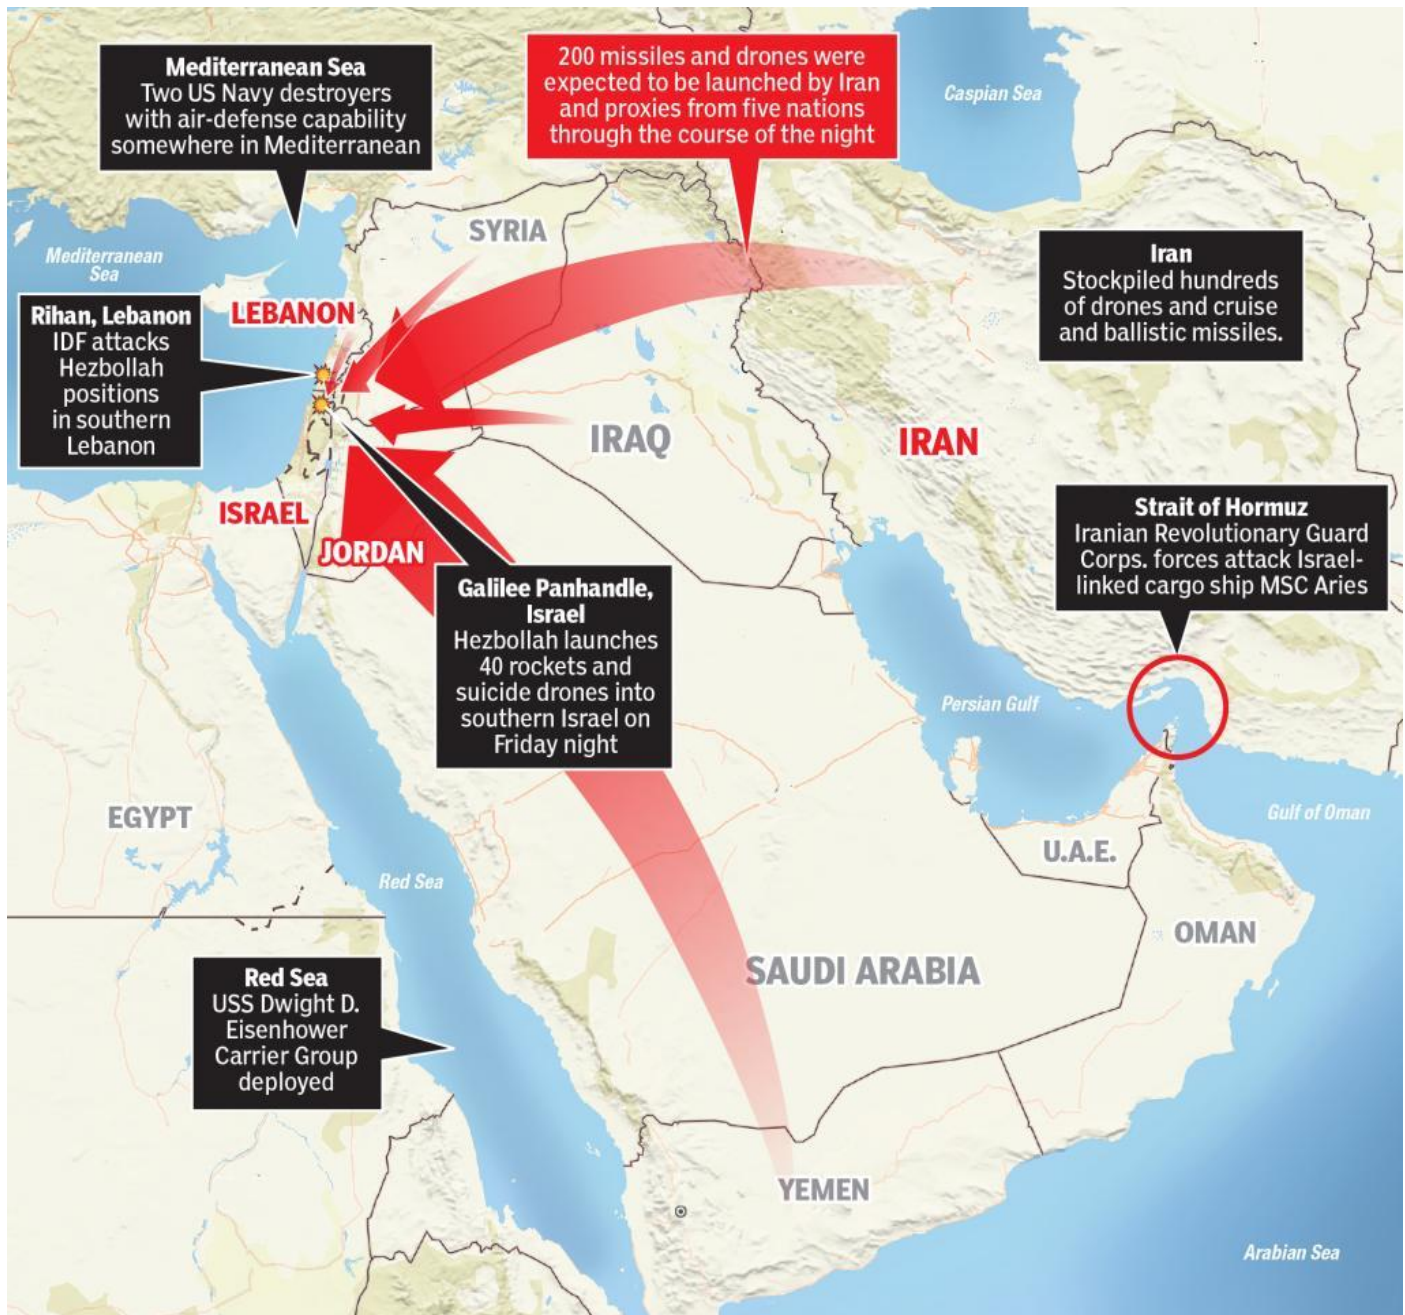 Mediterranean Sea
Two US Navy destroyers
with air-defense capability
somewhere in Mediterranean
200 missiles and drones were
expected to be launched by Iran
and proxies from five nations
through the course of the night
Caspian Sea
SYRIA
Mediterranean
Sea
Iran
Stockpiled hundreds
of drones and cruise
and ballistic missiles.
Rihan, Lebanon
IDF attacks
Hezbollah
positions
in southern
Lebanon
LEBANON
IRAQ
IRAN
ISRAEL
JORDAN
Strait of Hormuz
Iranian Revolutionary Guard
Corps. forces attack Israel-
linked cargo ship MSC Aries
Galilee Panhandle,
Israel
Hezbollah launches
40 rockets and
suicide drones into
southern Israel on
Friday night
Persian Gulf
EGYPT
Gulf of Oman
U.A.E.
Red Sea
OMAN
SAUDI ARABIA
Red Sea
USS Dwight D.
Eisenhower
Carrier Group
deployed
YEMEN
Arabian Sea